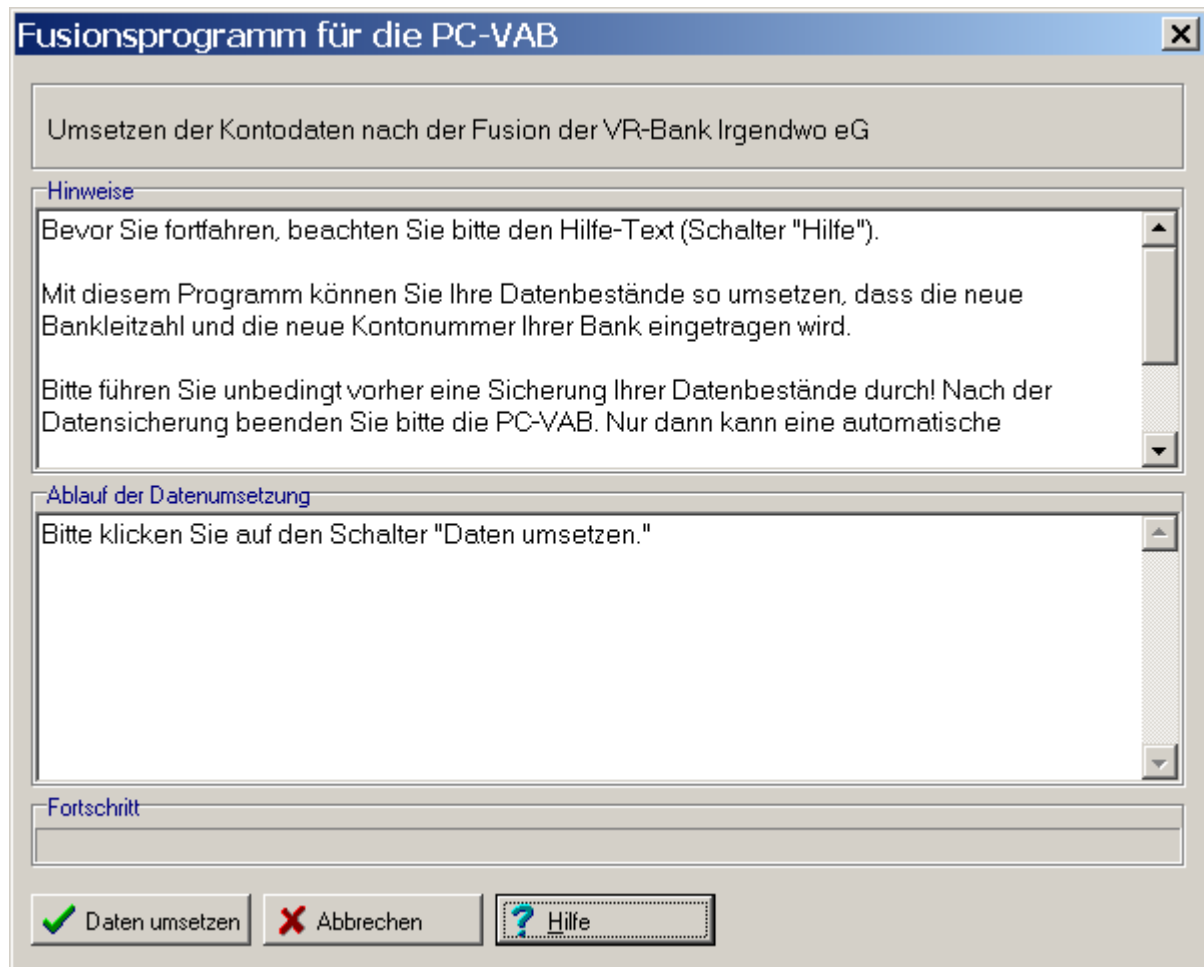 Fusionsprogramm für die PC-VAB
Umsetzen der Kontodaten nach der Fusion der VR-Bank Irgendwo eG
Hinweise
Bevor Sie fortfahren, beachten Sie bitte den Hilfe-Text (Schalter "Hilfe").
Mit diesem Programm können Sie Ihre Datenbestände so umsetzen, dass die neue
Bankleitzahl und die neue Kontonummer Ihrer Bank eingetragen wird.
Bitte führen Sie unbedingt vorher eine Sicherung Ihrer Datenbestände durch! Nach der
Datensicherung beenden Sie bitte die PC-VAB. Nur dann kann eine automatische
Ablauf der Datenumsetzung
Bitte klicken Sie auf den Schalter "Daten umsetzen."
Fortschritt
Daten umsetzen
Abbrechen
Hilfe